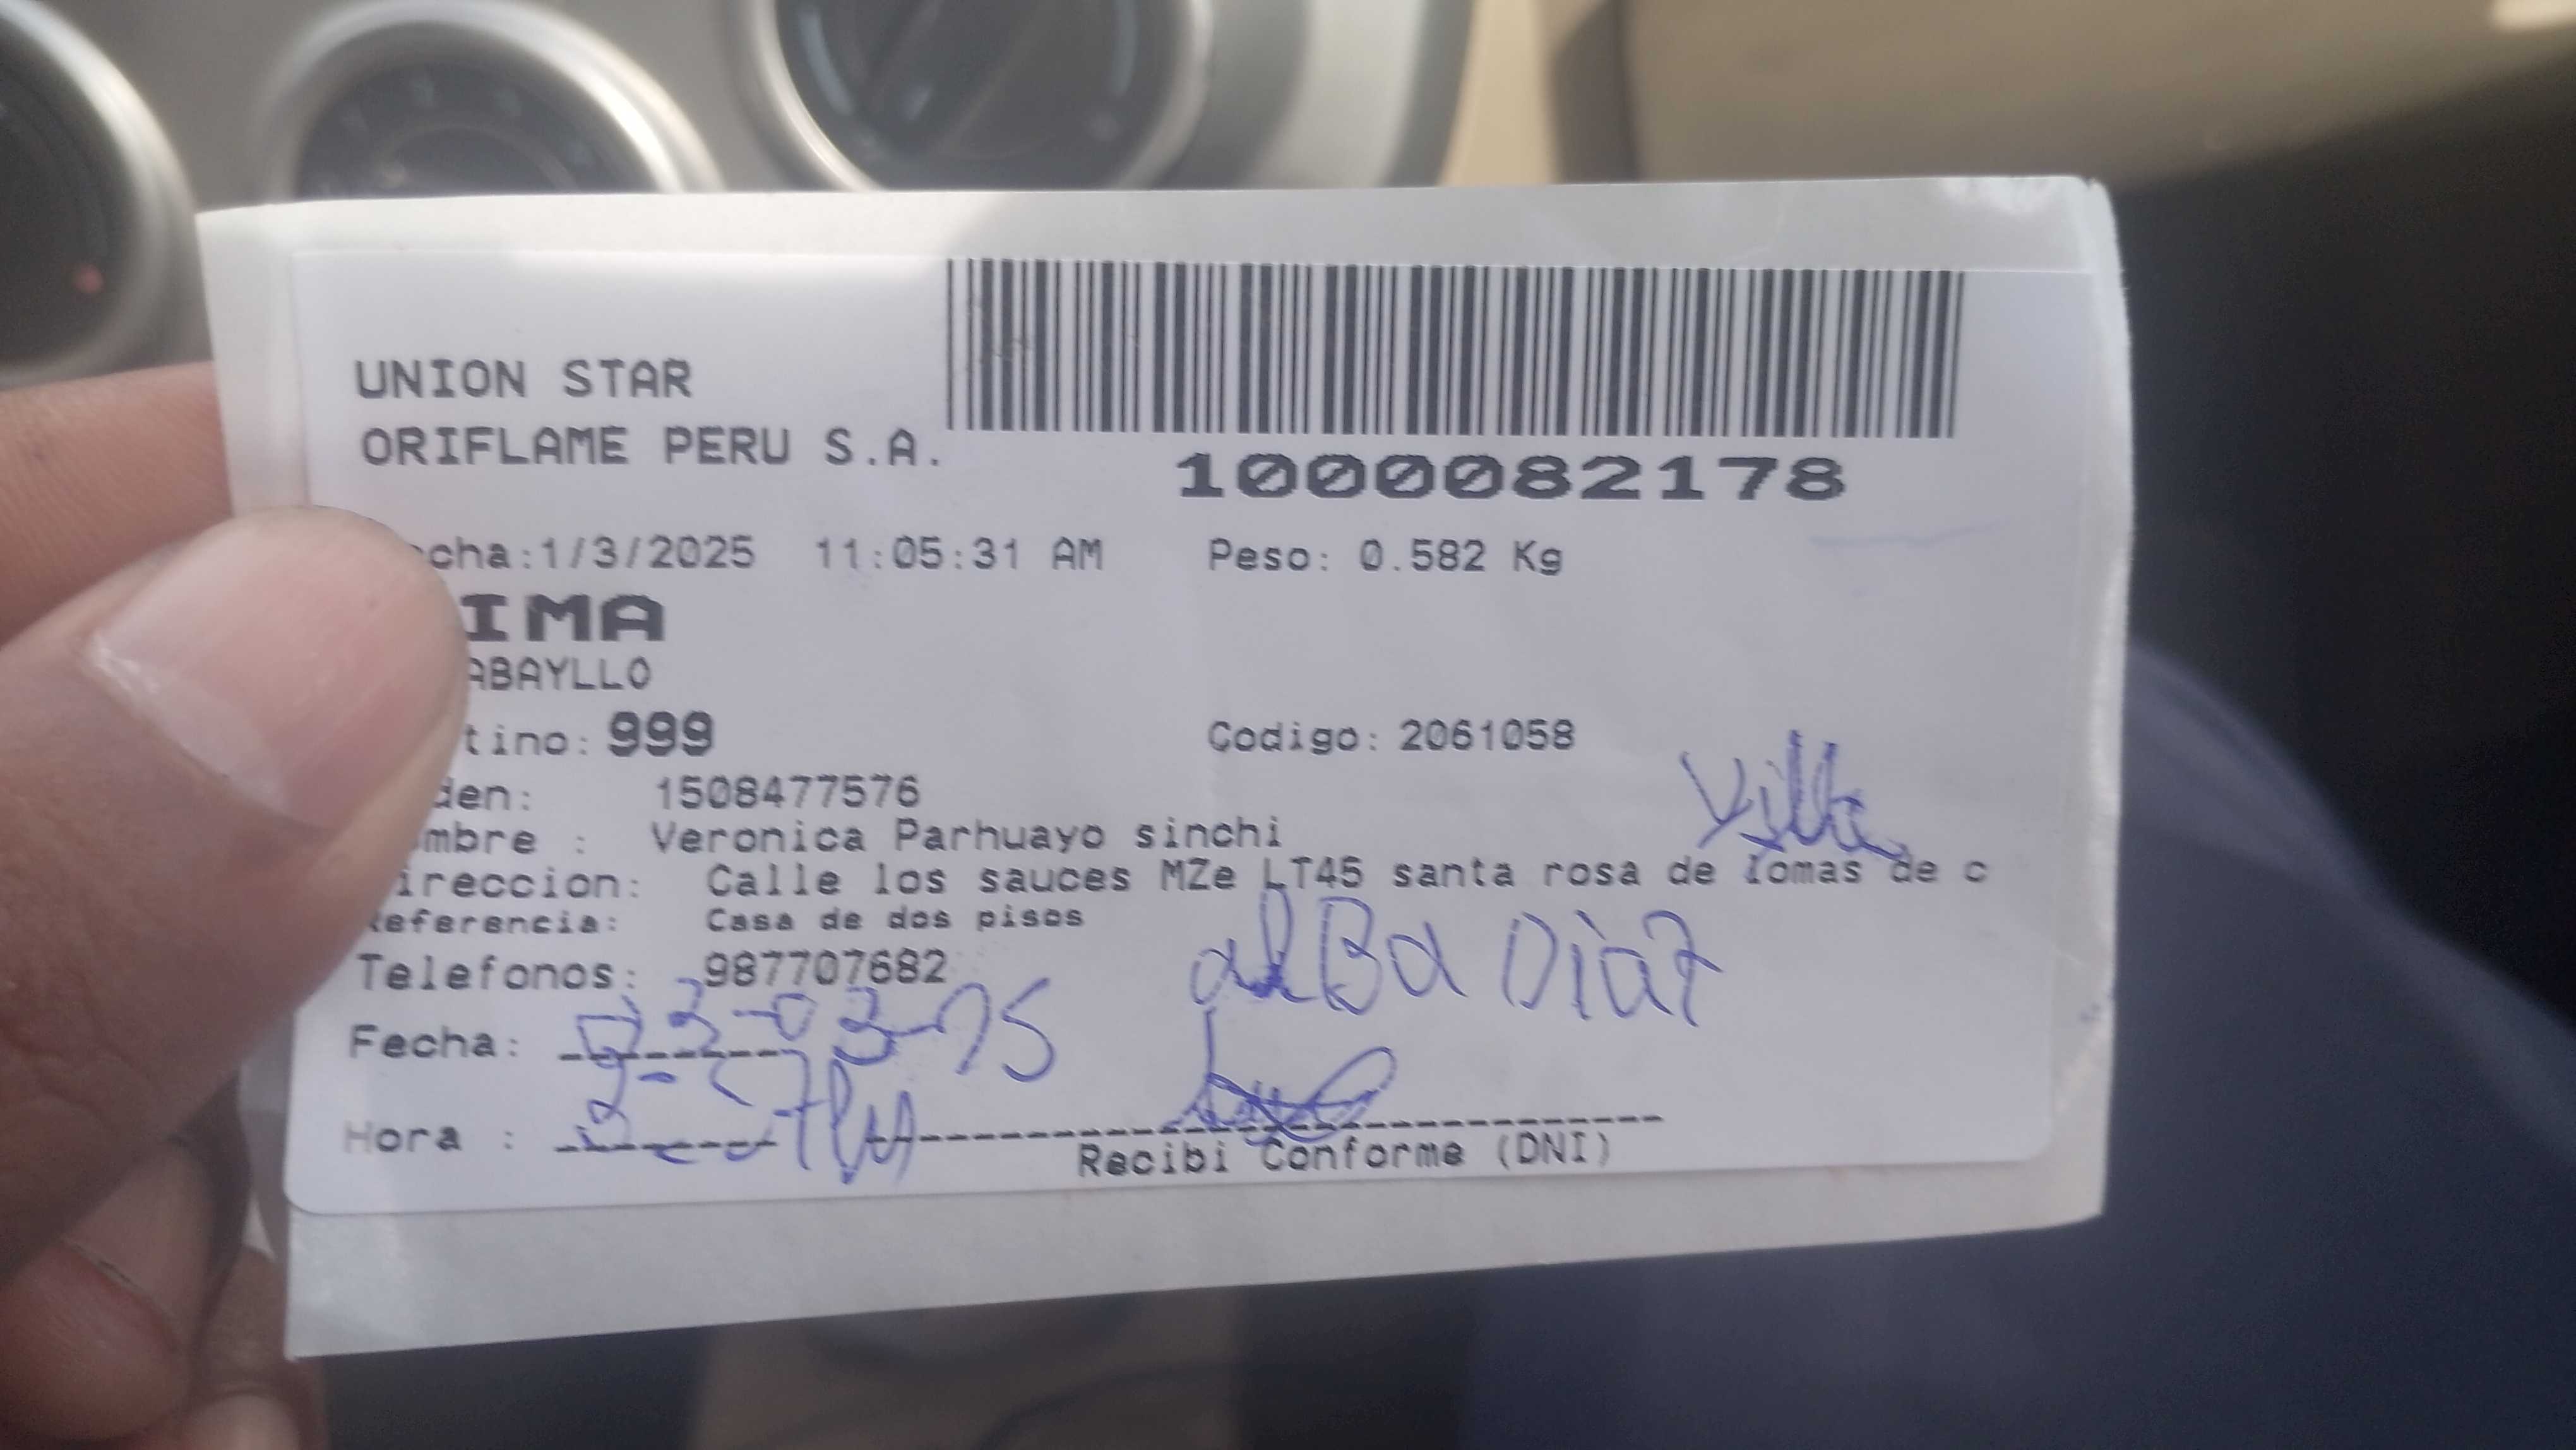 UNION STAR
ORIFLAME PERU S.A.
1000082178
cha:1/3/2025 11:05:31 AM Peso: 0.582 Kg
IMA
ABAYLLO
tino: 999 Codigo: 2061058
den: 1508477576
mbre : Veronica Parhuayo sinchi
ireccion: Calle los sauces MZe LT45 santa rosa de lomas de c
Referencia: Casa de dos pisos
alBa Diaz
Telefonos: 987707682
Fecha:
Hora :
Recibi Conforme (DNI)